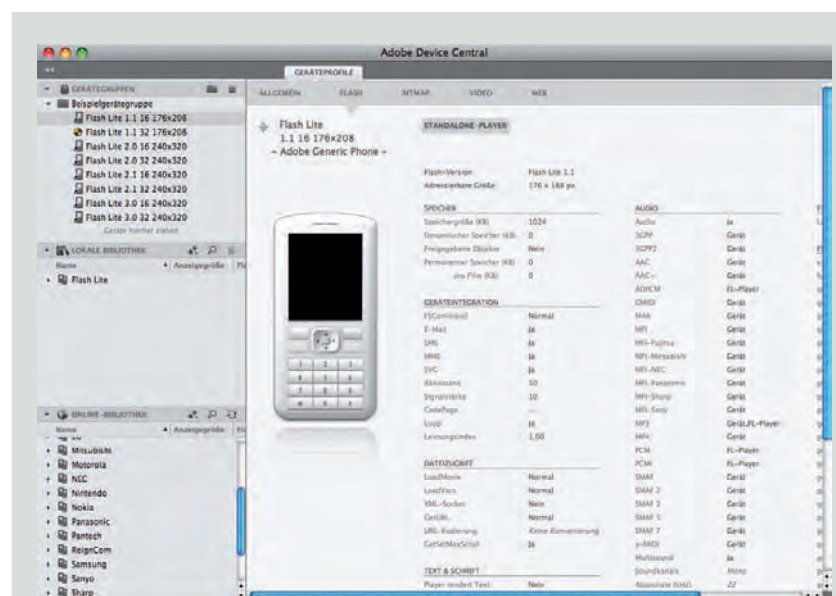 Adobe Device Central
GERÄTEPROFILE
GERÄTEGRUPPEN
Beispielgerätegruppe
Flash Lite 1.1 16 176x208
Flash Lite 1.1 32 176x208
Flash Lite 2.0 16 240x320
Flash Lite 2.0 32 240x320
Flash Lite 2.1 16 240x320
Flash Lite 2.1 32 240x320
Flash Lite 3.0 16 240x320
Flash Lite 3.0 32 240x320
Geräte hierher ziehen
LOKALE BIBLIOTHEK
Name Anzeigegröße
Flash Lite
ONLINE-BIBLIOTHEK
Name Anzeigegröße
LG
Mitsubishi
Motorola
NEC
Nintendo
Nokia
Panasonic
Pantech
ReignCom
Samsung
Sanyo
Sharp
ALLGEMEIN FLASH BITMAP VIDEO WEB
Flash Lite
1.1 16 176x208
- Adobe Generic Phone -
STANDALONE-PLAYER
Flash-Version Flash Lite 1.1
Adressierbare Größe 176 x 188 px
SPEICHER
Speichergröße (KB) 1024
Dynamischer Speicher (KB) 0
Freigegebene Objekte Nein
Permanenter Speicher (KB) 0
pro Film (KB) 0
GERÄTEINTEGRATION
FSCommand Normal
E-Mail Ja
SMS Ja
MMS Ja
SVC Ja
Akkustand 10
Signalstärke 10
CodePage
Loop Ja
Leistungsindex 1,00
DATEIZUGRIFF
LoadMovie Normal
LoadVars Normal
XML-Socket Nein
GetURL Normal
URL-Kodierung Keine Konvertierung
GetSetMaxScroll Ja
TEXT & SCHRIFT
Player rendert Text Nein
AUDIO
Audio Ja
3GPP Gerät
3GPP2 Gerät
AAC Gerät
AAC+ Gerät
ADPCM FL-Player
CMIDI Gerät
M4A Gerät
MFI Gerät
MFI-Fujitsu Gerät
MFI-Mitsubishi Gerät
MFI-NEC Gerät
MFI-Panasonic Gerät
MFI-Sharp Gerät
MFI-Sony Gerät
MP3 Gerät,FL-Player
MP4 Gerät
PCM FL-Player
PCMI FL-Player
SMAF Gerät
SMAF 2 Gerät
SMAF 3 Gerät
SMAF 5 Gerät
SMAF 7 Gerät
Gerät
Multisound Ja
Soundkanäle Mono
Abtastrate (kHz) 22